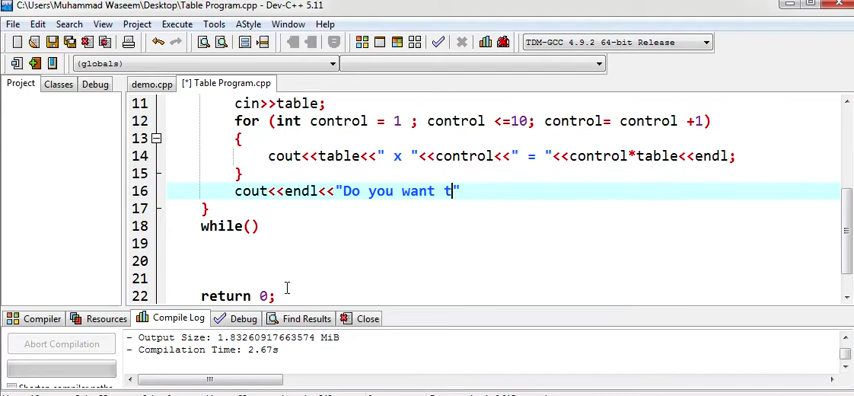 C:\Users\Muhammad Waseem\Desktop\Table Program.cpp - Dev-C++ 5.11
File Edit Search View Project Execute Tools AStyle Window Help
TDM-GCC 4.9.2 64-bit Release
(globals)
Project Classes Debug demo.cpp [*] Table Program.cpp
11 cin>>table;
12 for (int control = 1 ; control <=10; control= control +1)
13 {
14 cout<<table<<" x "<<control<<" = "<<control*table<<endl;
15 }
16 cout<<endl<<"Do you want t"
17 }
18 while()
19
20
21
22 return 0;
Compiler Resources Compile Log Debug Find Results Close
Abort Compilation
- Output Size: 1.83260917663574 MiB
- Compilation Time: 2.67s
Shorten compiler paths